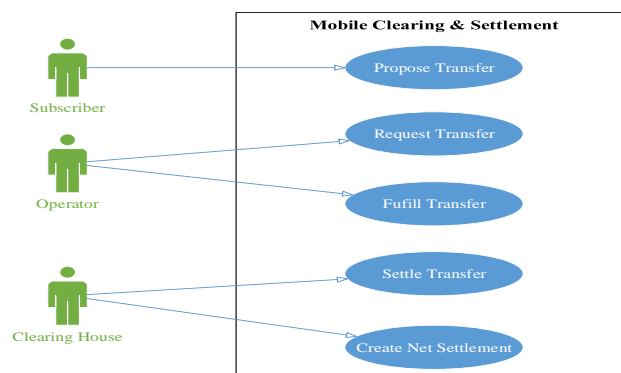 Mobile Clearing & Settlement
Propose Transfer
Subscriber
Request Transfer
Operator
Fufill Transfer
Settle Transfer
Clearing House
Create Net Settlement